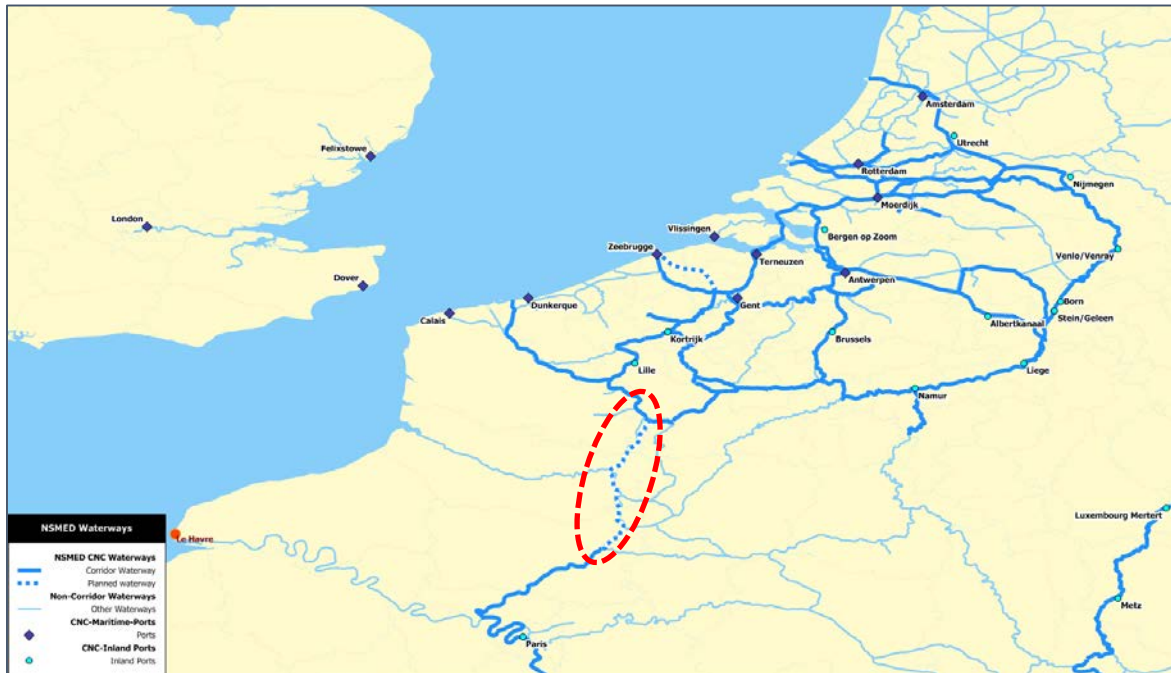 Amsterdam
Utrecht
Felixstowe
Rotterdam
Nijmegen
Moerdijk
London
Vlissingen
Bergen op Zoom
Zeebrugge
Terneuzen
Venlo/Venray
Dover
Antwerpen
Dunkerque
Gent
Born
Calais
Stein/Geleen
Albertkanaal
Kortrijk
Brussels
Lille
Liege
Namur
Luxembourg Mertert
NSMED Waterways
Le Havre
NSMED CNC Waterways
Corridor Waterway
Planned waterway
Non-Corridor Waterways
Other Waterways
Metz
CNC-Maritime-Ports
Ports
Paris
CNC-Inland Ports
Inland Ports